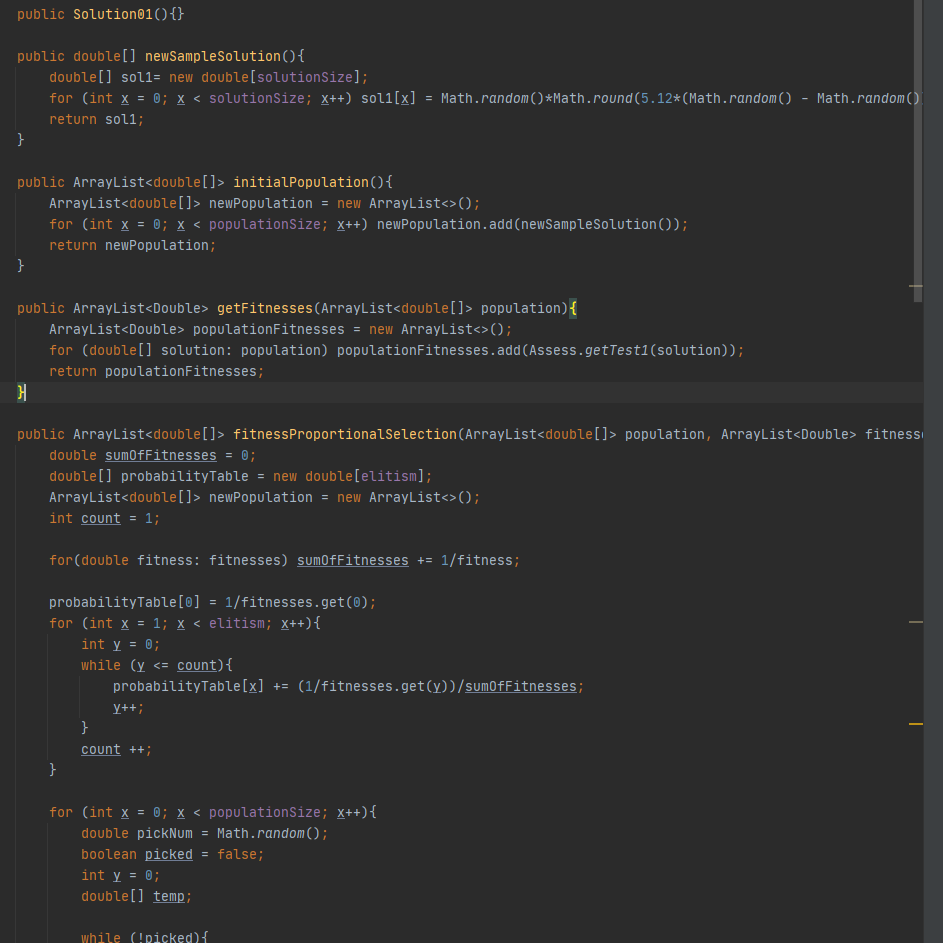 public Solution01(){}
public double[] newSampleSolution(){
double[] sol1= new double[solutionSize];
for (int x = 0; x < solutionSize; x++) sol1[x] = Math.random()*Math.round(5.12*(Math.random() - Math.random()
return sol1;
}
public ArrayList<double[]> initialPopulation(){
ArrayList<double[]> newPopulation = new ArrayList<>();
for (int x = 0; x < populationSize; x++) newPopulation.add(newSampleSolution());
return newPopulation;
}
public ArrayList<Double> getFitnesses(ArrayList<double[]> population){
ArrayList<Double> populationFitnesses = new ArrayList<>();
for (double[] solution: population) populationFitnesses.add(Assess.getTest1(solution));
return populationFitnesses;
}
public ArrayList<double[]> fitnessProportionalSelection(ArrayList<double[]> population, ArrayList<Double> fitness
double sumOfFitnesses = 0;
double[] probabilityTable = new double[elitism];
ArrayList<double[]> newPopulation = new ArrayList<>();
int count = 1;
for(double fitness: fitnesses) sumOfFitnesses += 1/fitness;
probabilityTable[0] = 1/fitnesses.get(0);
for (int x = 1; x < elitism; x++){
int y = 0;
while (y <= count){
probabilityTable[x] += (1/fitnesses.get(y))/sumOfFitnesses;
y++;
}
count ++;
}
for (int x = 0; x < populationSize; x++){
double pickNum = Math.random();
boolean picked = false;
int y = 0;
double[] temp;
while (!picked){